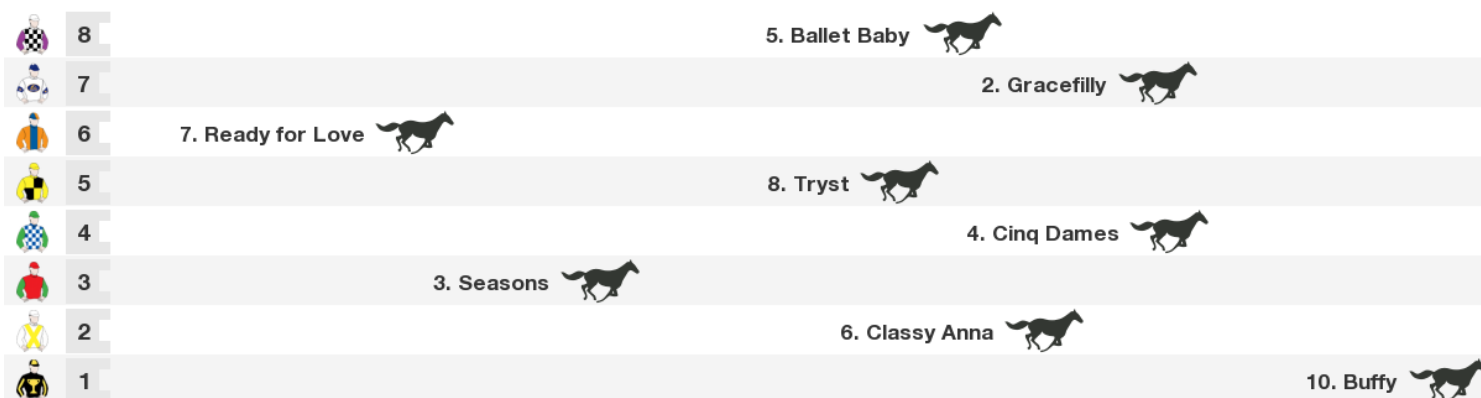 8 5. Ballet Baby
7 2. Gracefilly
6 7. Ready for Love
5 8. Tryst
4 4. Cinq Dames
3 3. Seasons
2 6. Classy Anna
1 10. Buffy